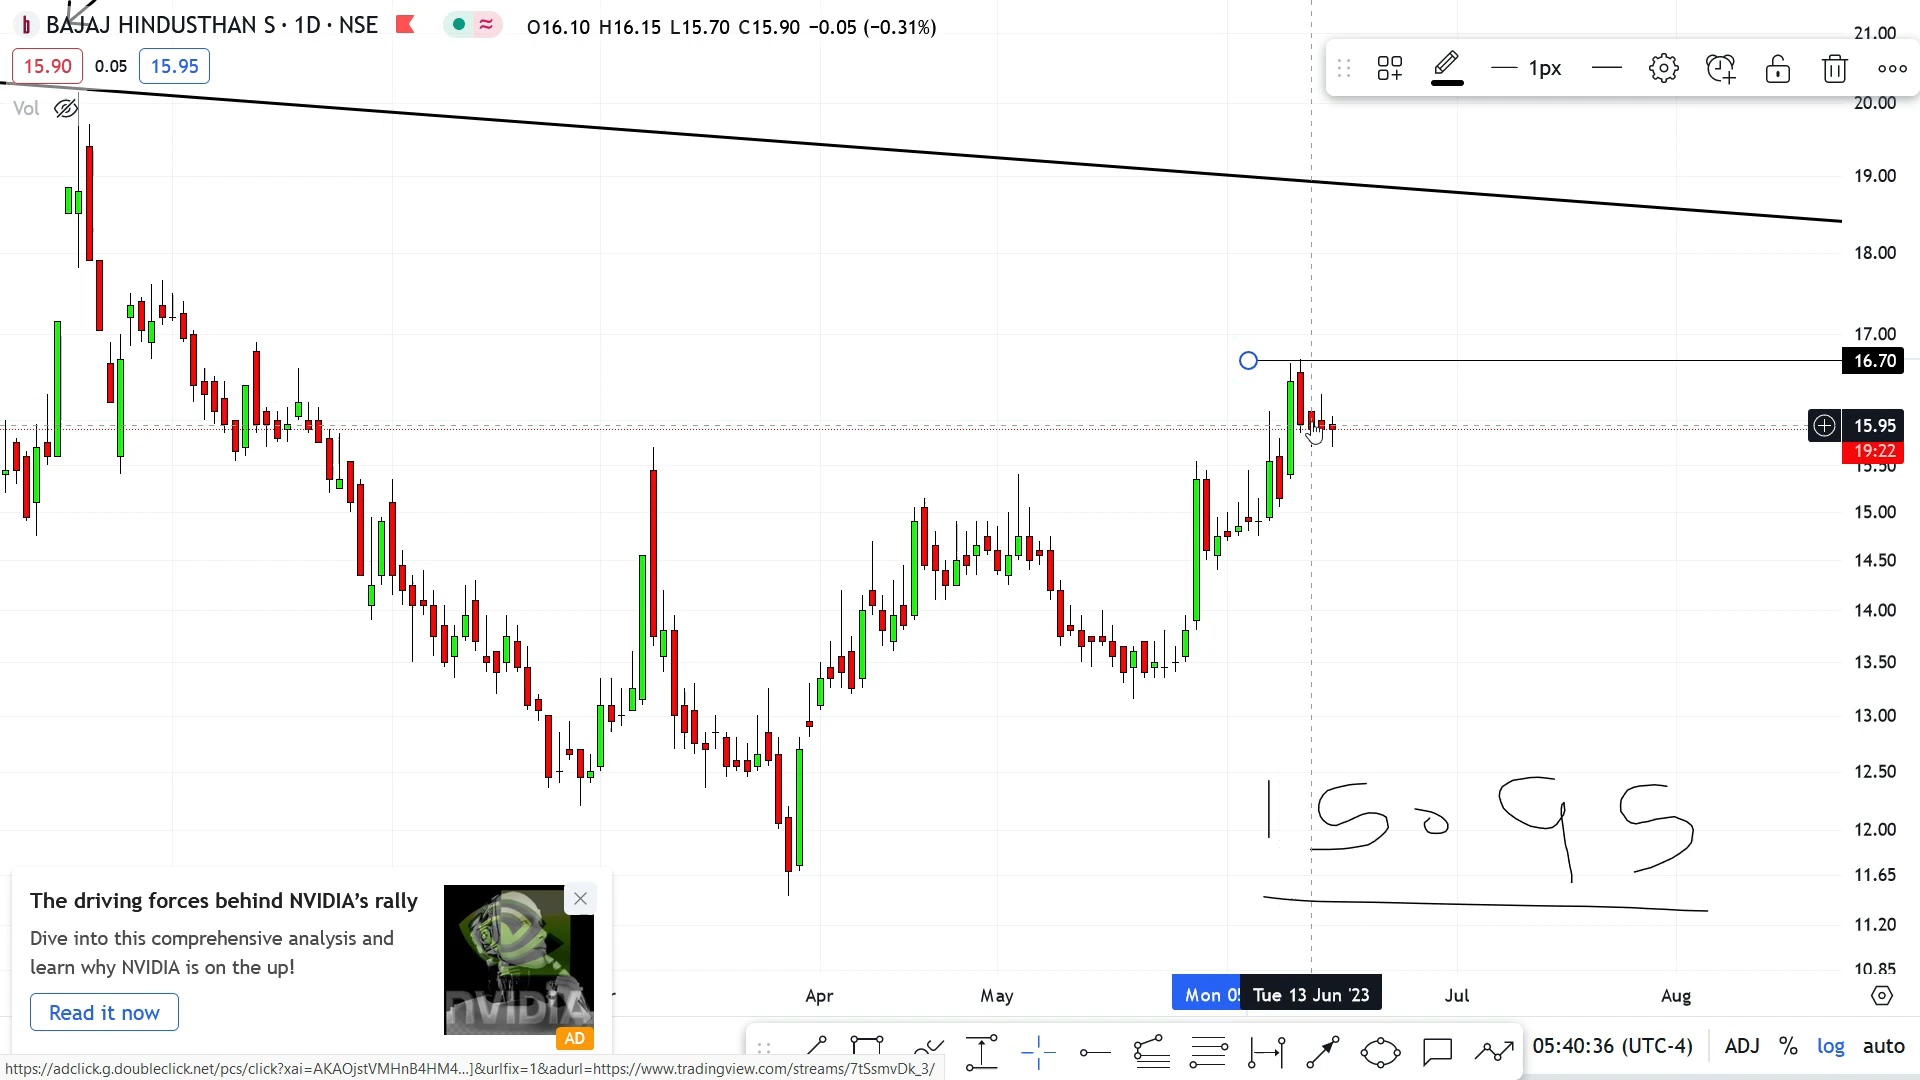 BAJAJ HINDUSTHAN S · 1D · NSE O16.10 H16.15 L15.70 C15.90 −0.05 (−0.31%)
15.90 0.05 15.95
Vol
1px
21.00
20.00
19.00
18.00
17.00
16.70
15.95
19:22
15.50
15.00
14.50
14.00
13.50
13.00
12.50
12.00
11.65
11.20
10.85
15.95
The driving forces behind NVIDIA's rally
Dive into this comprehensive analysis and
learn why NVIDIA is on the up!
Read it now
NVIDIA
AD
Apr May Mon 05 Tue 13 Jun '23 Jul Aug
05:40:36 (UTC-4) ADJ % log auto
https://adclick.g.doubleclick.net/pcs/click?xai=AKAOjstVMHnB4HM4...]&urlfix=1&adurl=https://www.tradingview.com/streams/7tSsmvDk_3/